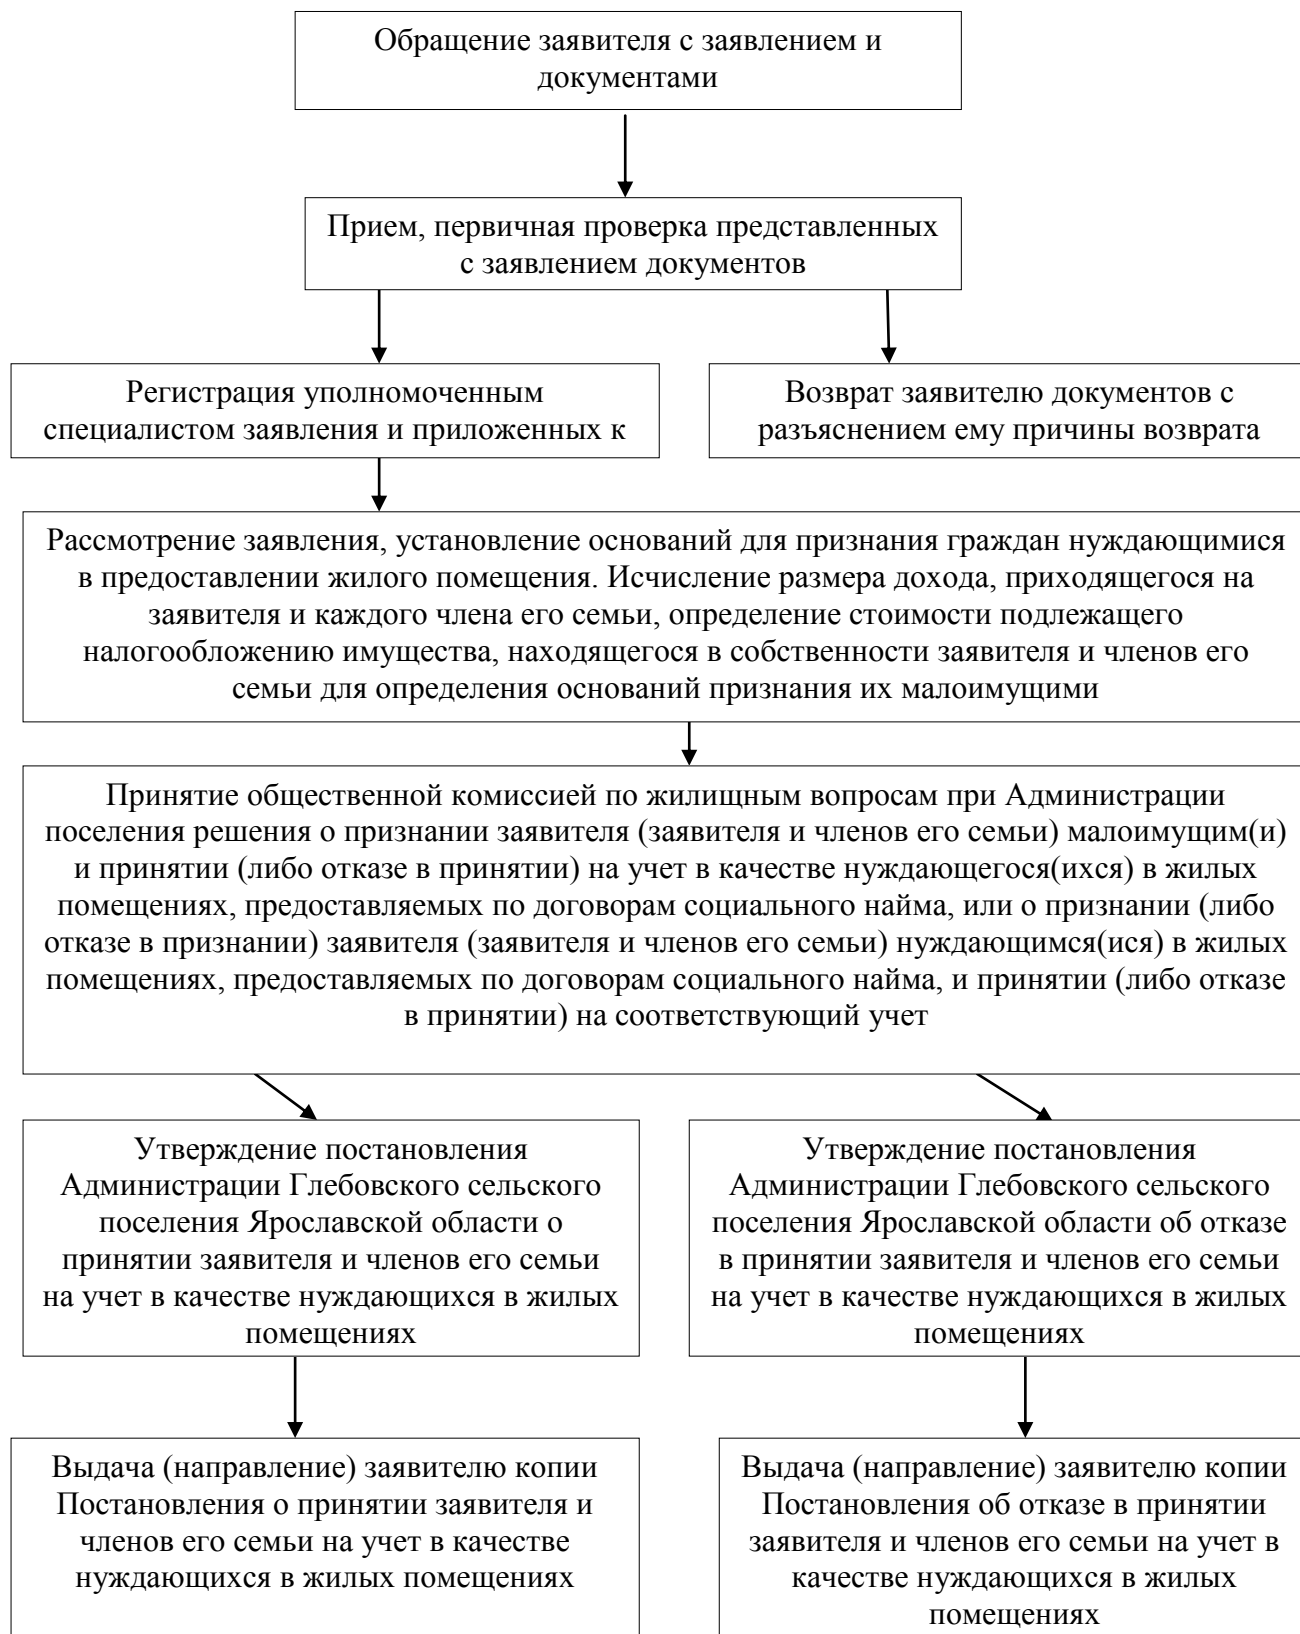 Обращение заявителя с заявлением и
документами
Прием, первичная проверка представленных
с заявлением документов
Регистрация уполномоченным
специалистом заявления и приложенных к
Возврат заявителю документов с
разъяснением ему причины возврата
Рассмотрение заявления, установление оснований для признания граждан нуждающимися
в предоставлении жилого помещения. Исчисление размера дохода, приходящегося на
заявителя и каждого члена его семьи, определение стоимости подлежащего
налогообложению имущества, находящегося в собственности заявителя и членов его
семьи для определения оснований признания их малоимущими
Принятие общественной комиссией по жилищным вопросам при Администрации
поселения решения о признании заявителя (заявителя и членов его семьи) малоимущим(и)
и принятии (либо отказе в принятии) на учет в качестве нуждающегося(ихся) в жилых
помещениях, предоставляемых по договорам социального найма, или о признании (либо
отказе в признании) заявителя (заявителя и членов его семьи) нуждающимся(ися) в жилых
помещениях, предоставляемых по договорам социального найма, и принятии (либо отказе
в принятии) на соответствующий учет
Утверждение постановления
Администрации Глебовского сельского
поселения Ярославской области о
принятии заявителя и членов его семьи
на учет в качестве нуждающихся в жилых
помещениях
Утверждение постановления
Администрации Глебовского сельского
поселения Ярославской области об отказе
в принятии заявителя и членов его семьи
на учет в качестве нуждающихся в жилых
помещениях
Выдача (направление) заявителю копии
Постановления о принятии заявителя и
членов его семьи на учет в качестве
нуждающихся в жилых помещениях
Выдача (направление) заявителю копии
Постановления об отказе в принятии
заявителя и членов его семьи на учет в
качестве нуждающихся в жилых
помещениях